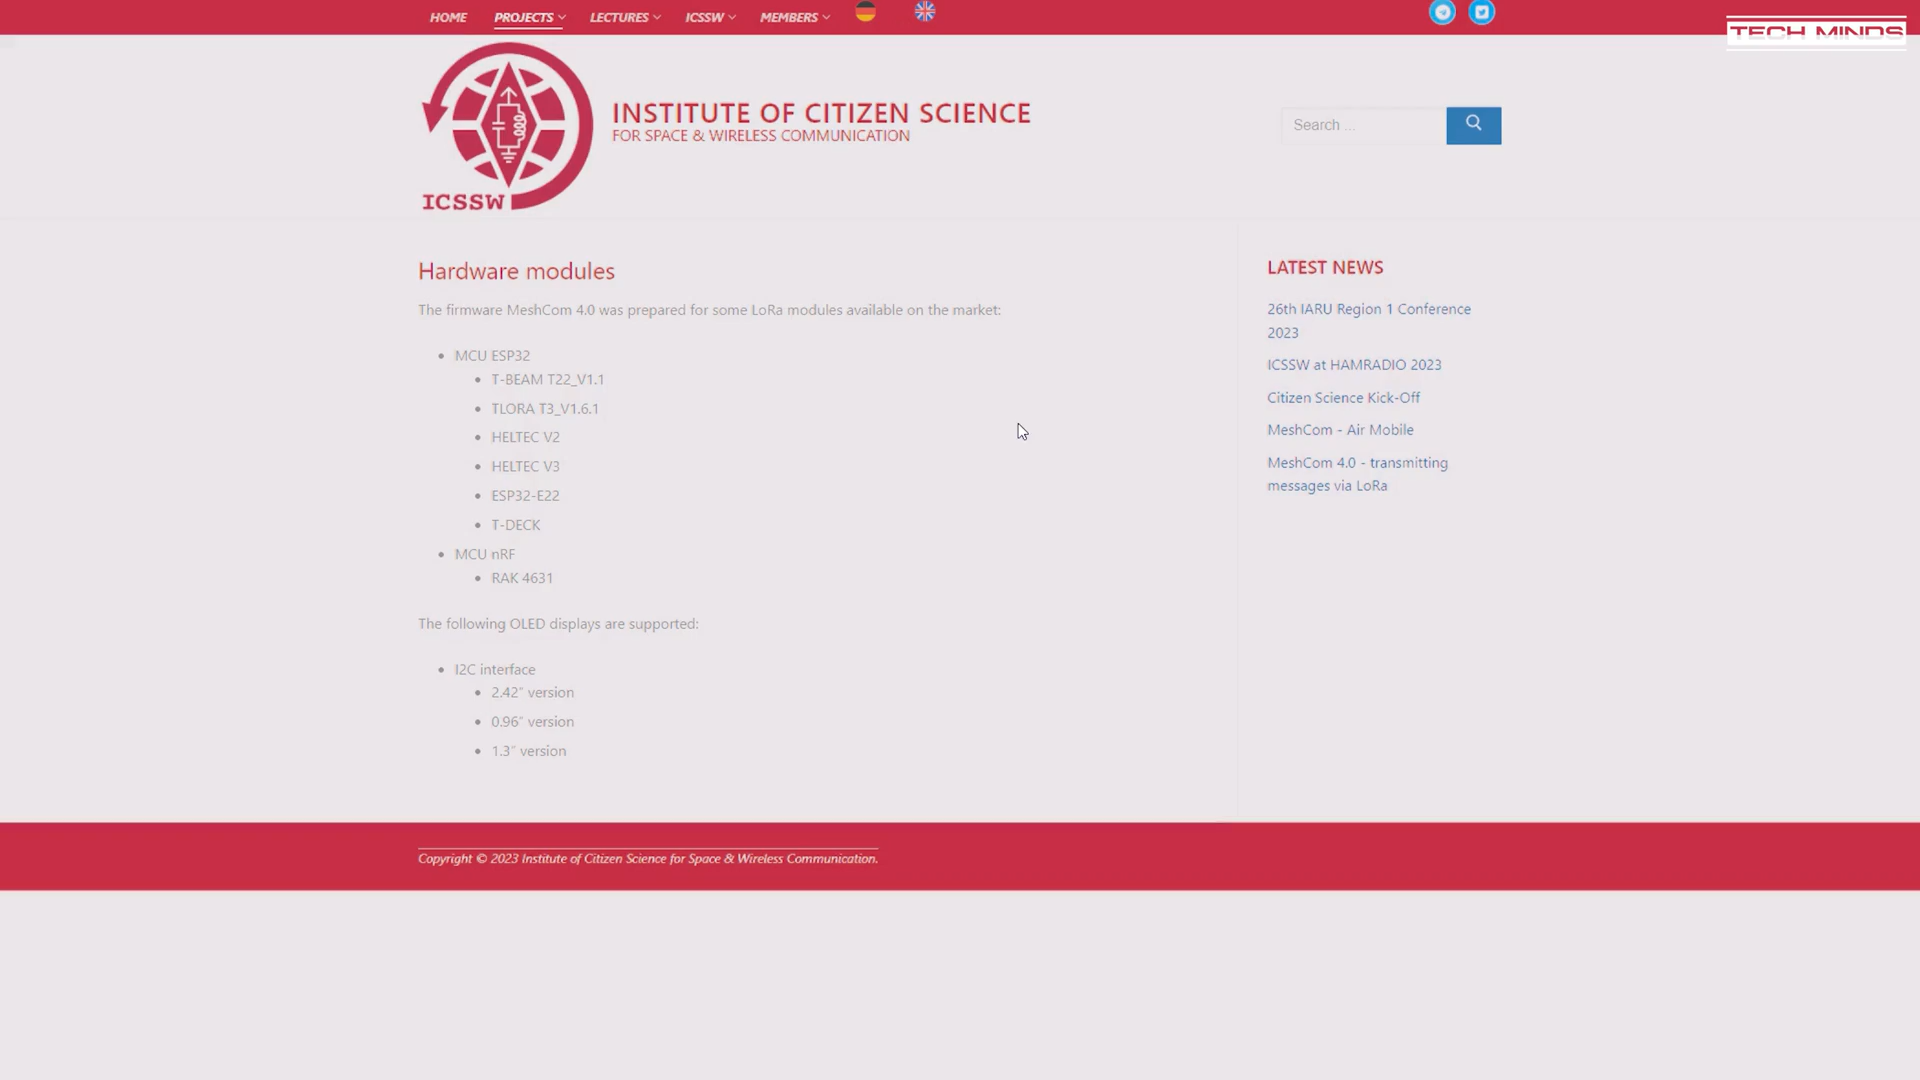 HOME PROJECTS LECTURES ICSSW MEMBERS
TECH MINDS
INSTITUTE OF CITIZEN SCIENCE
FOR SPACE & WIRELESS COMMUNICATION
Search ...
ICSSW
Hardware modules
The firmware MeshCom 4.0 was prepared for some LoRa modules available on the market:
MCU ESP32
T-BEAM T22_V1.1
TLORA T3_V1.6.1
HELTEC V2
HELTEC V3
ESP32-E22
T-DECK
MCU nRF
RAK 4631
The following OLED displays are supported:
I2C interface
2.42″ version
0.96″ version
1.3″ version
LATEST NEWS
26th IARU Region 1 Conference
2023
ICSSW at HAMRADIO 2023
Citizen Science Kick-Off
MeshCom - Air Mobile
MeshCom 4.0 - transmitting
messages via LoRa
Copyright © 2023 Institute of Citizen Science for Space & Wireless Communication.